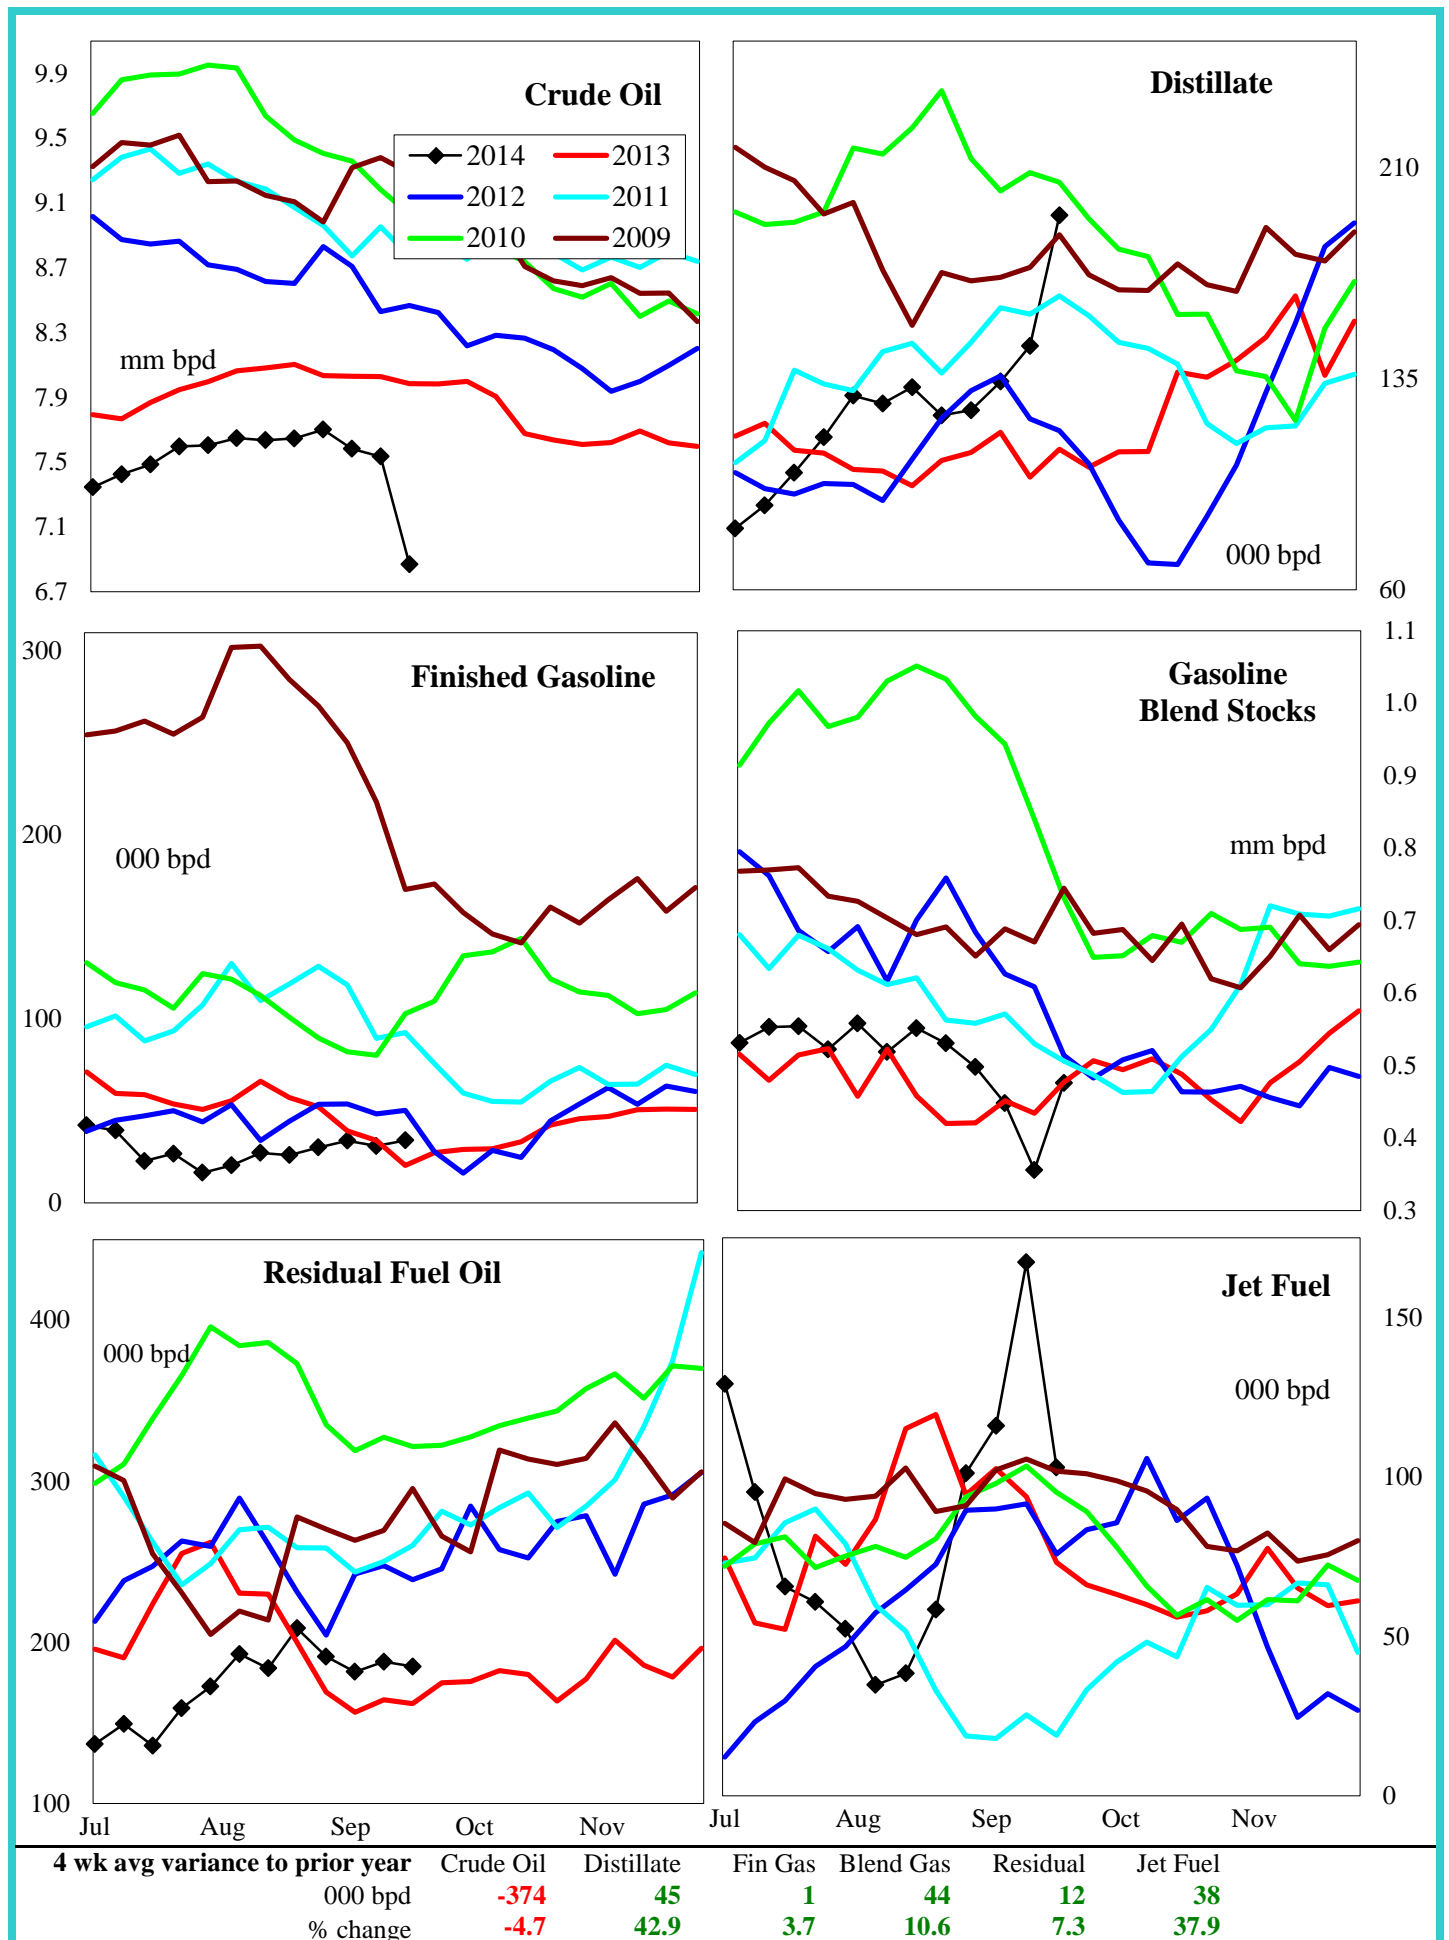 Crude Oil
9.9
9.5
9.1
8.7
8.3
7.9
7.5
7.1
6.7
mm bpd
2014 2013
2012 2011
2010 2009
Distillate
210
135
60
000 bpd
Finished Gasoline
300
200
100
0
000 bpd
Gasoline
Blend Stocks
1.1
1.0
0.9
0.8
0.7
0.6
0.5
0.4
0.3
mm bpd
Residual Fuel Oil
400
300
200
100
000 bpd
Jul Aug Sep Oct Nov
Jet Fuel
150
100
50
0
000 bpd
Jul Aug Sep Oct Nov
4 wk avg variance to prior year Crude Oil Distillate Fin Gas Blend Gas Residual Jet Fuel
000 bpd -374 45 1 44 12 38
% change -4.7 42.9 3.7 10.6 7.3 37.9